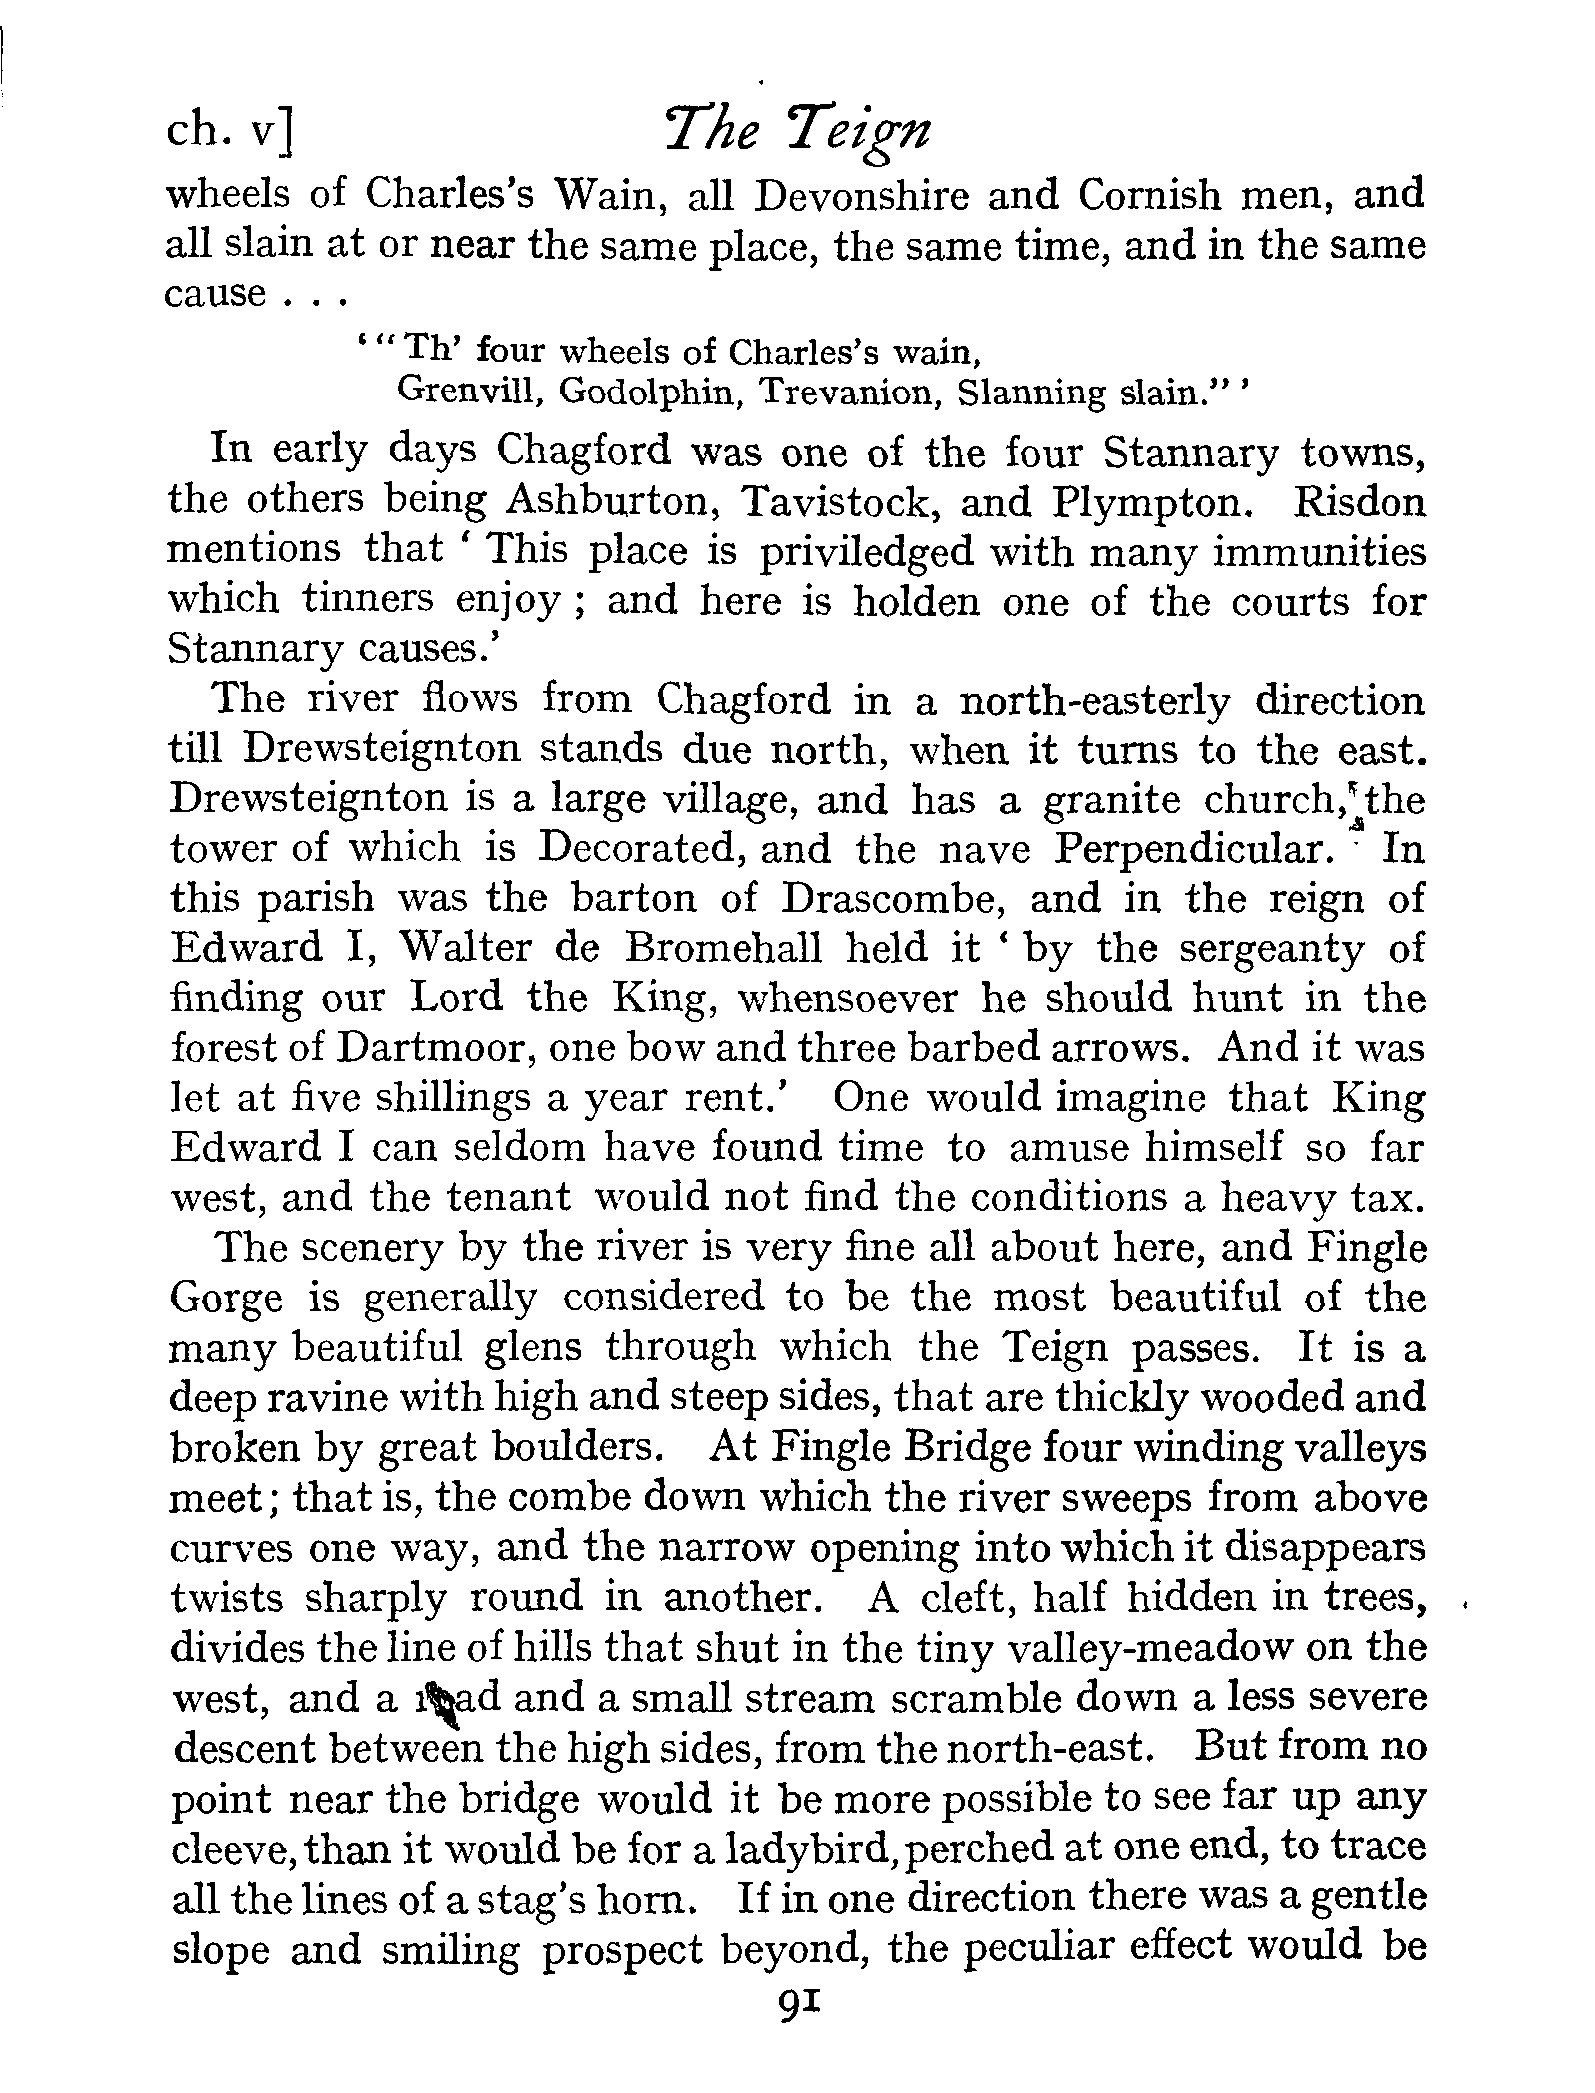 ch. v] The Teign
wheels of Charles's Wain, all Devonshire and Cornish men, and
all slain at or near the same place, the same time, and in the same
cause . . .
‘ “ Th’ four wheels of Charles's wain,
Grenvill, Godolphin, Trevanion, Slanning slain.” ’
In early days Chagford was one of the four Stannary towns,
the others being Ashburton, Tavistock, and Plympton. Risdon
mentions that ‘ This place is priviledged with many immunities
which tinners enjoy ; and here is holden one of the courts for
Stannary causes.’
The river flows from Chagford in a north-easterly direction
till Drewsteignton stands due north, when it turns to the east.
Drewsteignton is a large village, and has a granite church, the
tower of which is Decorated, and the nave Perpendicular. In
this parish was the barton of Drascombe, and in the reign of
Edward I, Walter de Bromehall held it ‘ by the sergeanty of
finding our Lord the King, whensoever he should hunt in the
forest of Dartmoor, one bow and three barbed arrows. And it was
let at five shillings a year rent.’ One would imagine that King
Edward I can seldom have found time to amuse himself so far
west, and the tenant would not find the conditions a heavy tax.
The scenery by the river is very fine all about here, and Fingle
Gorge is generally considered to be the most beautiful of the
many beautiful glens through which the Teign passes. It is a
deep ravine with high and steep sides, that are thickly wooded and
broken by great boulders. At Fingle Bridge four winding valleys
meet; that is, the combe down which the river sweeps from above
curves one way, and the narrow opening into which it disappears
twists sharply round in another. A cleft, half hidden in trees,
divides the line of hills that shut in the tiny valley-meadow on the
west, and a road and a small stream scramble down a less severe
descent between the high sides, from the north-east. But from no
point near the bridge would it be more possible to see far up any
cleeve, than it would be for a ladybird, perched at one end, to trace
all the lines of a stag's horn. If in one direction there was a gentle
slope and smiling prospect beyond, the peculiar effect would be
91